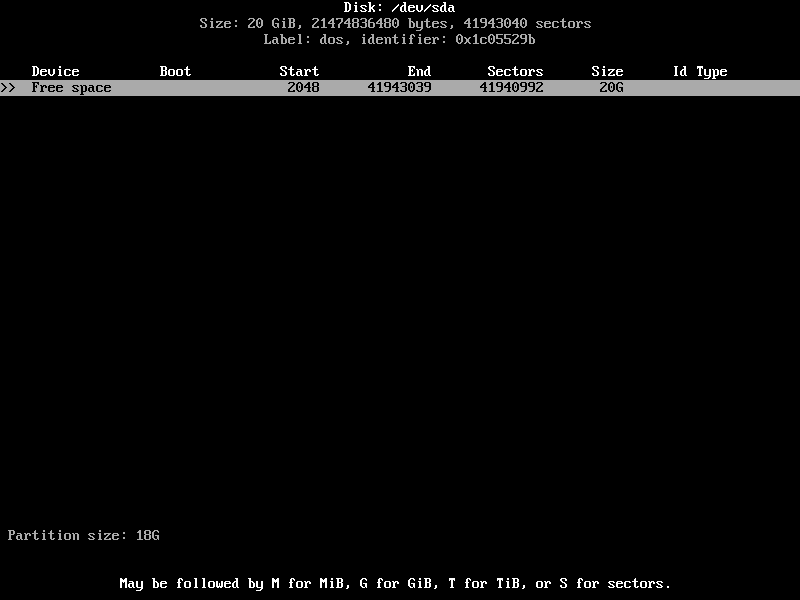 Disk: /dev/sda
Size: 20 GiB, 21474836480 bytes, 41943040 sectors
Label: dos, identifier: 0x1c05529b
Device Boot Start End Sectors Size Id Type
>> Free space 2048 41943039 41940992 20G
Partition size: 18G
May be followed by M for MiB, G for GiB, T for TiB, or S for sectors.